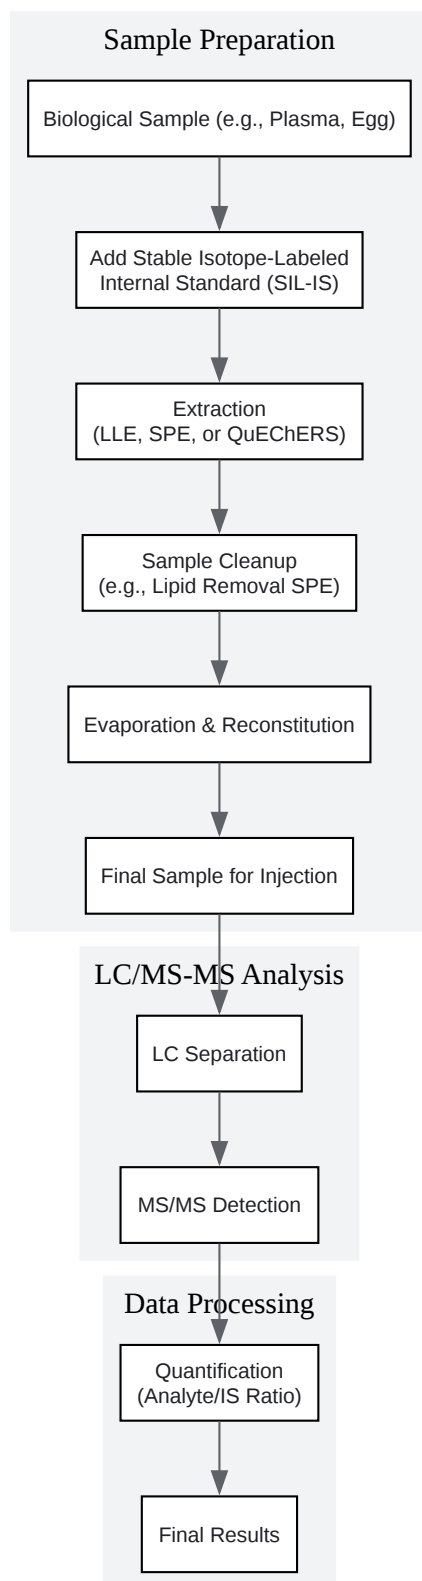 Sample Preparation
Biological Sample (e.g., Plasma, Egg)
Add Stable Isotope-Labeled
Internal Standard (SIL-IS)
Extraction
(LLE, SPE, or QuEChERS)
Sample Cleanup
(e.g., Lipid Removal SPE)
Evaporation & Reconstitution
Final Sample for Injection
LC/MS-MS Analysis
LC Separation
MS/MS Detection
Data Processing
Quantification
(Analyte/IS Ratio)
Final Results